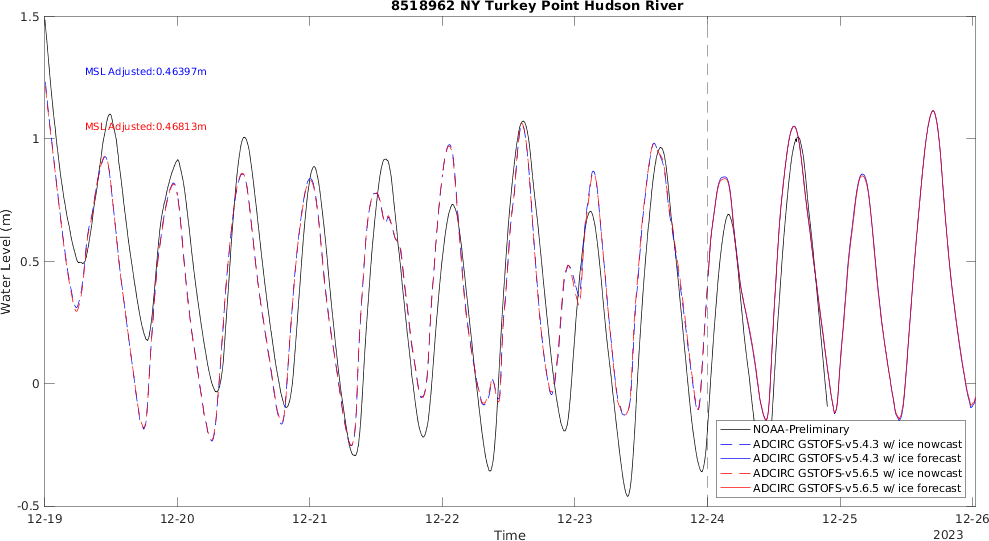 8518962 NY Turkey Point Hudson River
1.5
MSL Adjusted:0.46397m
MSL Adjusted:0.46813m
1
0.5
0
-0.5
Water Level (m)
NOAA-Preliminary
ADCIRC GSTOFS-v5.4.3 w/ ice nowcast
ADCIRC GSTOFS-v5.4.3 w/ ice forecast
ADCIRC GSTOFS-v5.6.5 w/ ice nowcast
ADCIRC GSTOFS-v5.6.5 w/ ice forecast
12-19 12-20 12-21 12-22 12-23 12-24 12-25 12-26
Time
2023